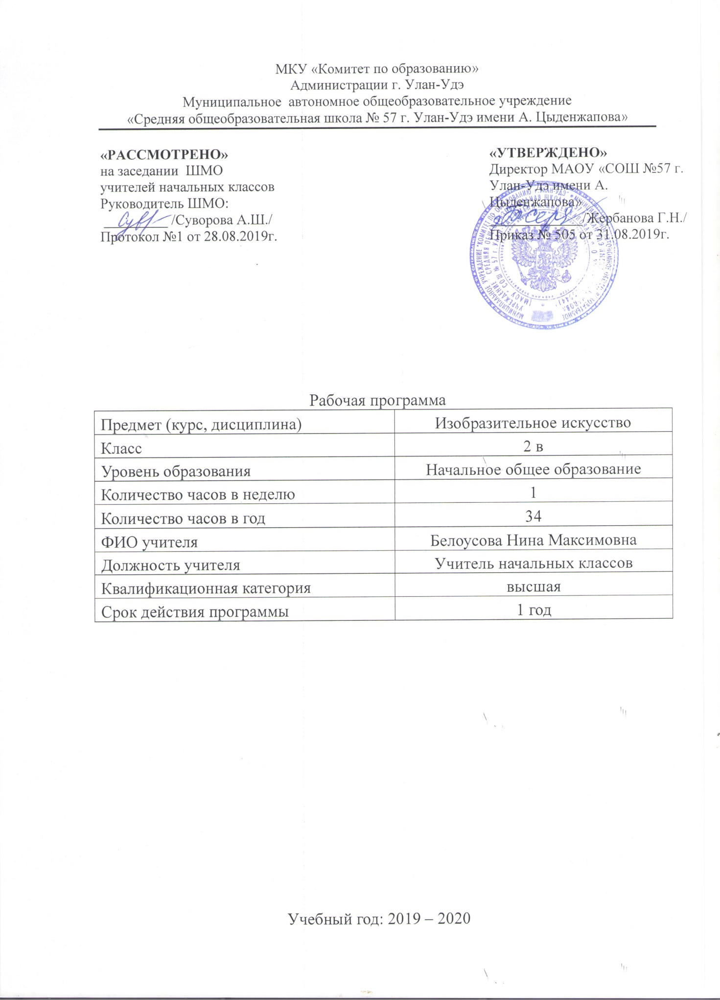 МКУ «Комитет по образованию»
Администрации г. Улан-Удэ
Муниципальное  автономное общеобразовательное учреждение
«Средняя общеобразовательная школа № 57 г. Улан-Удэ имени А. Цыденжапова»
«РАССМОТРЕНО»
на заседании  ШМО
учителей начальных классов
Руководитель ШМО:
/Суворова А.Ш./
Протокол №1 от 28.08.2019г.
«УТВЕРЖДЕНО»
Директор МАОУ «СОШ №57 г.
Улан-Удэ имени А.
Цыденжапова»
/Жербанова Г.Н./
Приказ № 505 от 31.08.2019г.
Рабочая программа
Предмет (курс, дисциплина) Изобразительное искусство
Класс 2 в
Уровень образования Начальное общее образование
Количество часов в неделю 1
Количество часов в год 34
ФИО учителя Белоусова Нина Максимовна
Должность учителя Учитель начальных классов
Квалификационная категория высшая
Срок действия программы 1 год
Учебный год: 2019 – 2020